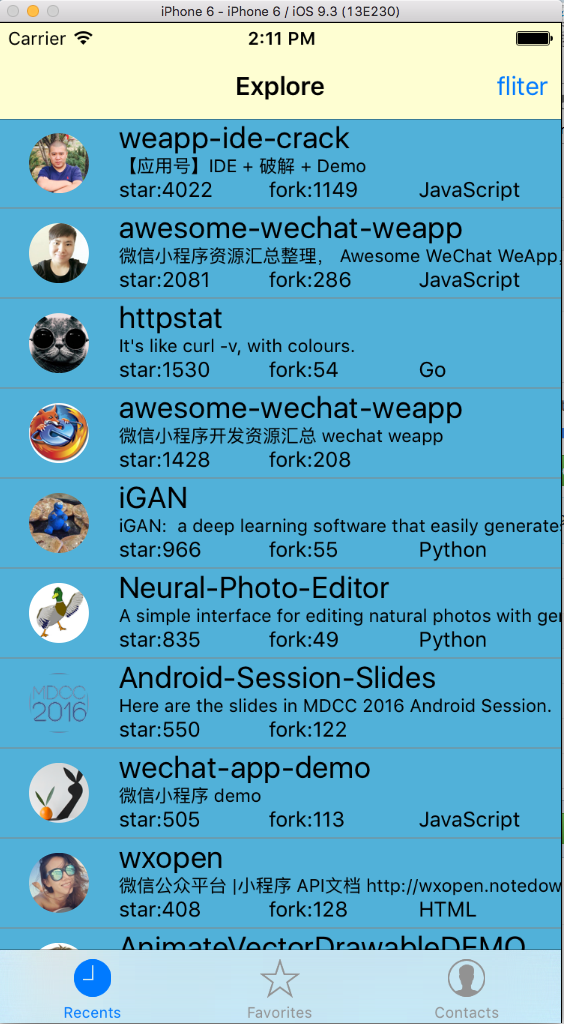 iPhone 6 - iPhone 6 / iOS 9.3 (13E230)
Carrier 2:11 PM
Explore fliter
weapp-ide-crack
【应用号】IDE + 破解 + Demo
star:4022 fork:1149 JavaScript
awesome-wechat-weapp
微信小程序资源汇总整理， Awesome WeChat WeApp,
star:2081 fork:286 JavaScript
httpstat
It's like curl -v, with colours.
star:1530 fork:54 Go
awesome-wechat-weapp
微信小程序开发资源汇总 wechat weapp
star:1428 fork:208
iGAN
iGAN: a deep learning software that easily generate
star:966 fork:55 Python
Neural-Photo-Editor
A simple interface for editing natural photos with ger
star:835 fork:49 Python
MDCC
2016
Android-Session-Slides
Here are the slides in MDCC 2016 Android Session.
star:550 fork:122
wechat-app-demo
微信小程序 demo
star:505 fork:113 JavaScript
wxopen
微信公众平台 |小程序 API文档 http://wxopen.notedow
star:408 fork:128 HTML
AnimateVectorDrawableDEMO
Recents Favorites Contacts